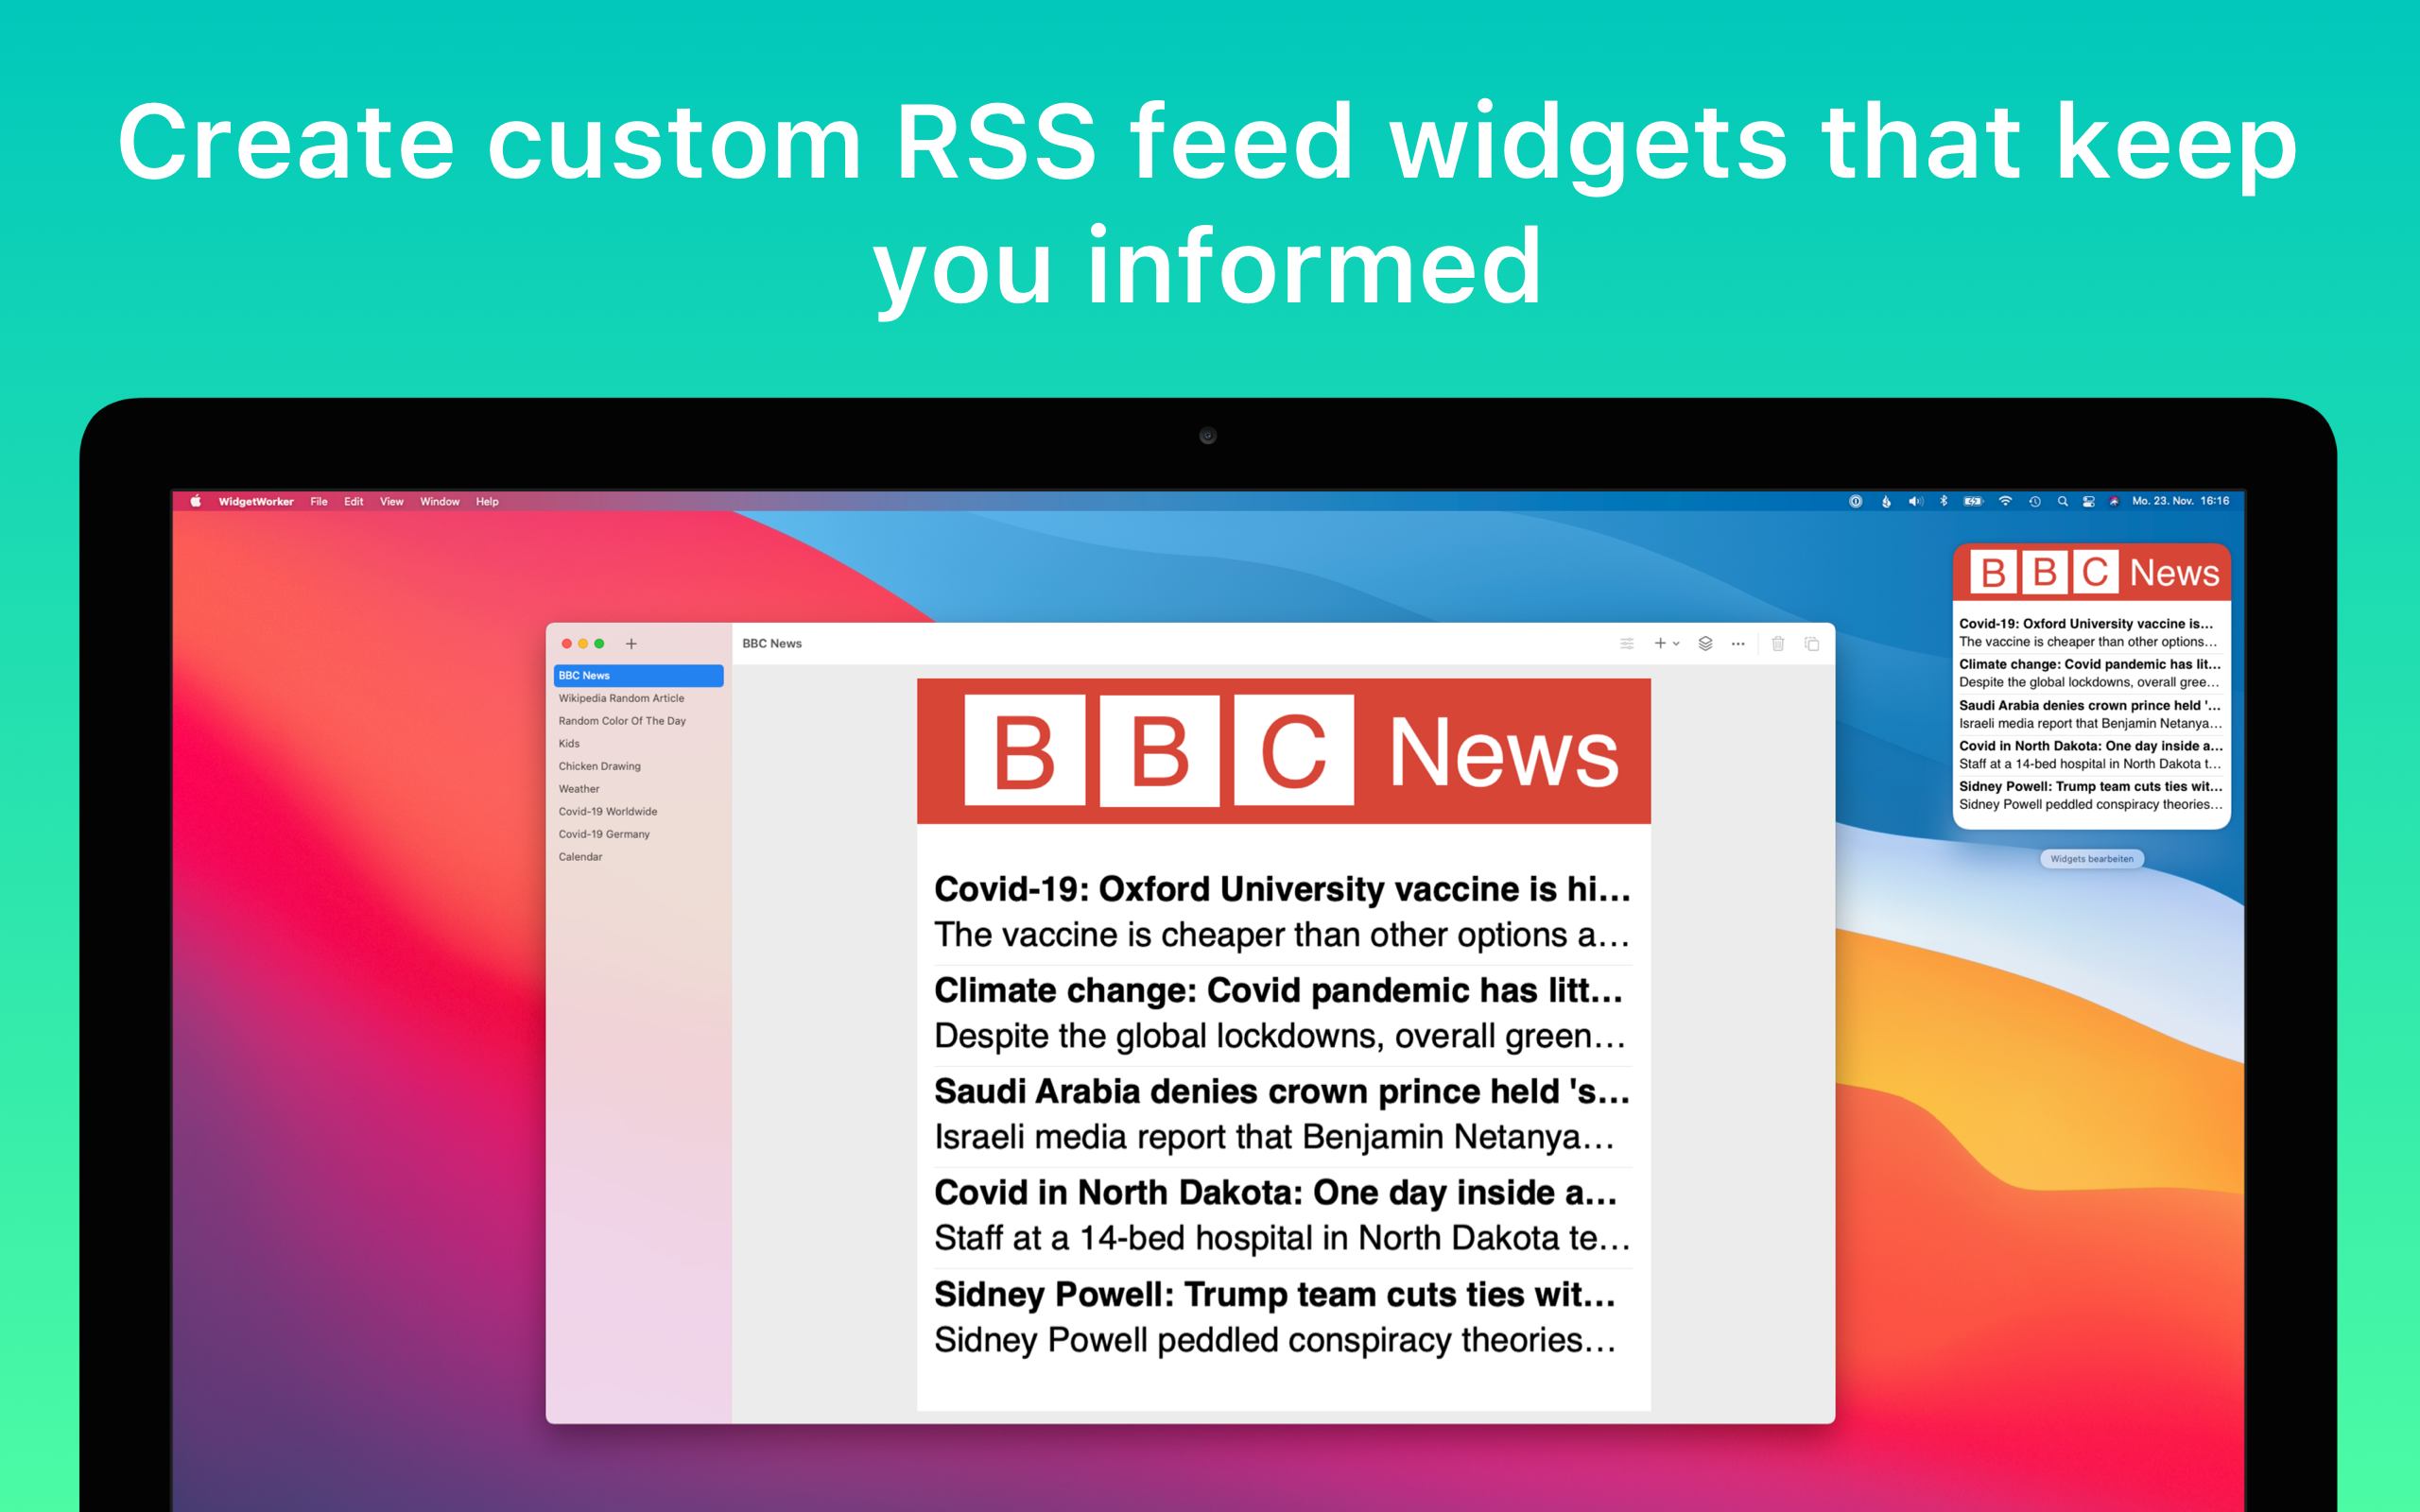 Create custom RSS feed widgets that keep
you informed
WidgetWorker File Edit View Window Help
Mo. 23. Nov. 16:16
BBC News
Covid-19: Oxford University vaccine is...
The vaccine is cheaper than other options...
Climate change: Covid pandemic has lit...
Despite the global lockdowns, overall gree...
Saudi Arabia denies crown prince held '...
Israeli media report that Benjamin Netanya...
Covid in North Dakota: One day inside a...
Staff at a 14-bed hospital in North Dakota t...
Sidney Powell: Trump team cuts ties wit...
Sidney Powell peddled conspiracy theories...
Widgets bearbeiten
BBC News
BBC News
Wikipedia Random Article
Random Color Of The Day
Kids
Chicken Drawing
Weather
Covid-19 Worldwide
Covid-19 Germany
Calendar
BBC News
Covid-19: Oxford University vaccine is hi...
The vaccine is cheaper than other options a...
Climate change: Covid pandemic has litt...
Despite the global lockdowns, overall green...
Saudi Arabia denies crown prince held 's...
Israeli media report that Benjamin Netanya...
Covid in North Dakota: One day inside a...
Staff at a 14-bed hospital in North Dakota te...
Sidney Powell: Trump team cuts ties wit...
Sidney Powell peddled conspiracy theories...